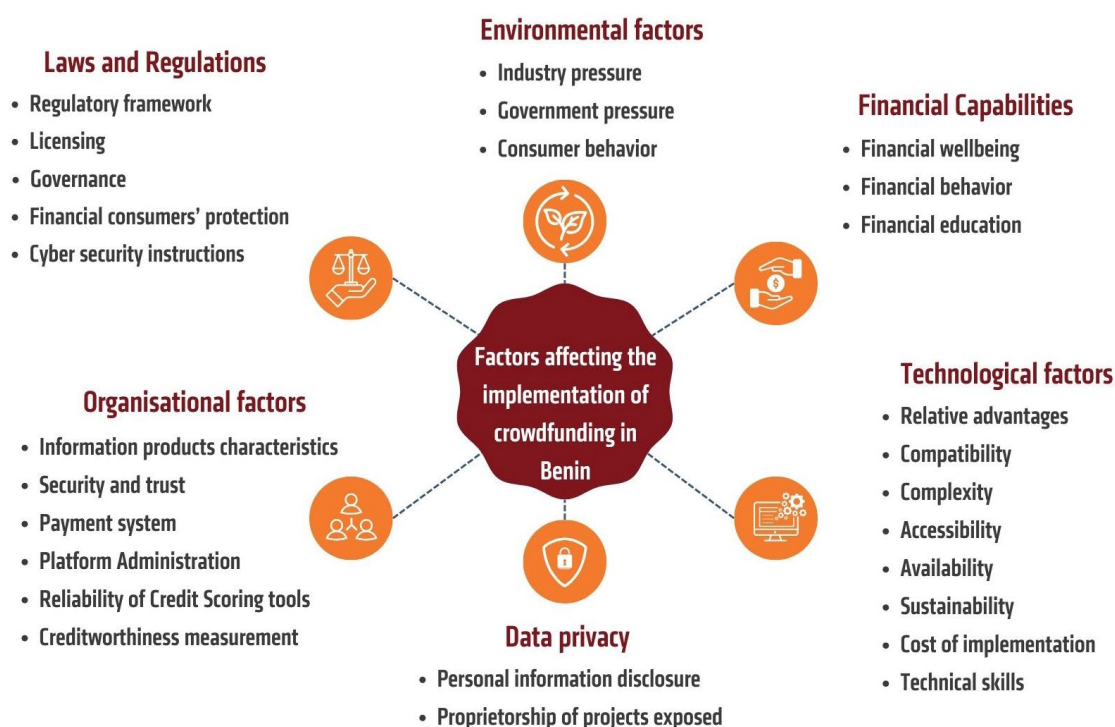 Environmental factors
• Industry pressure
• Government pressure
• Consumer behavior
Laws and Regulations
• Regulatory framework
• Licensing
• Governance
• Financial consumers’ protection
• Cyber security instructions
Financial Capabilities
• Financial wellbeing
• Financial behavior
• Financial education
Factors affecting the
implementation of
crowdfunding in
Benin
Organisational factors
• Information products characteristics
• Security and trust
• Payment system
• Platform Administration
• Reliability of Credit Scoring tools
• Creditworthiness measurement
Technological factors
• Relative advantages
• Compatibility
• Complexity
• Accessibility
• Availability
• Sustainability
• Cost of implementation
• Technical skills
Data privacy
• Personal information disclosure
• Proprietorship of projects exposed